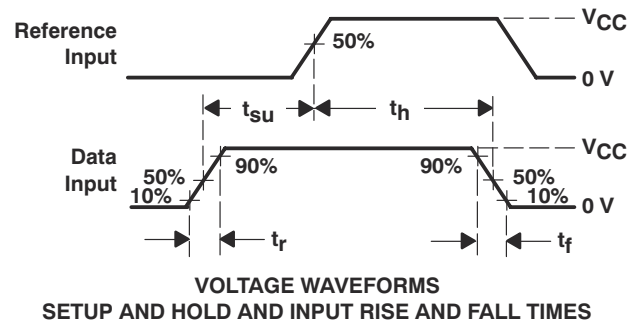 Reference
Input
50%
VCC
0 V
tsu
th
Data
Input
50%
10%
90%
90%
VCC
50%
10%
0 V
tr
tf
VOLTAGE WAVEFORMS
SETUP AND HOLD AND INPUT RISE AND FALL TIMES